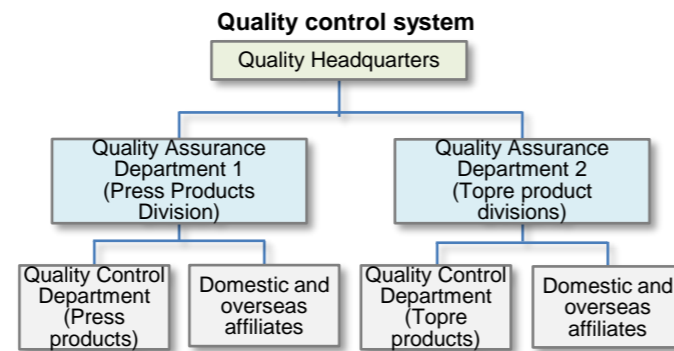 Quality control system
Quality Headquarters
Quality Assurance
Department 1
(Press Products
Division)
Quality Assurance
Department 2
(Topre product
divisions)
Quality Control
Department
(Press
products)
Domestic and
overseas
affiliates
Quality Control
Department
(Topre
products)
Domestic and
overseas
affiliates